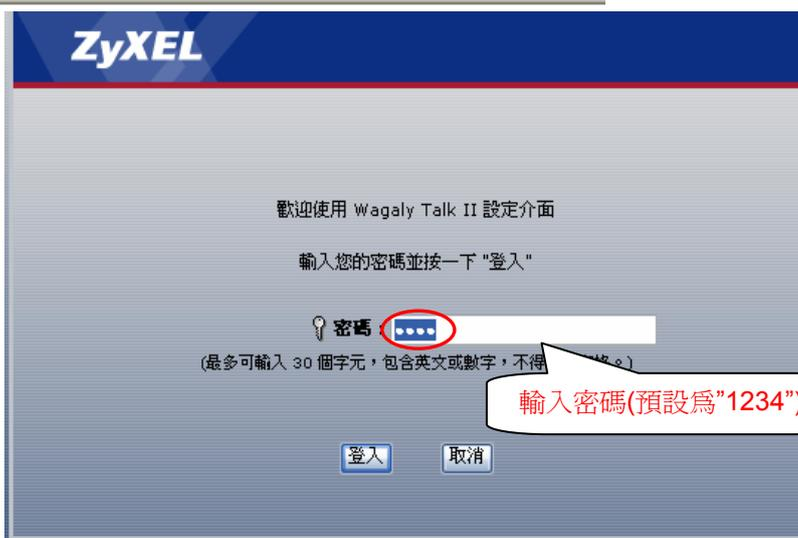 ZyXEL
歡迎使用 Wagaly Talk II 設定介面
輸入您的密碼並按一下 "登入"
密碼：
(最多可輸入 30 個字元，包含英文或數字，不得
輸入密碼(預設爲"1234")
登入 取消